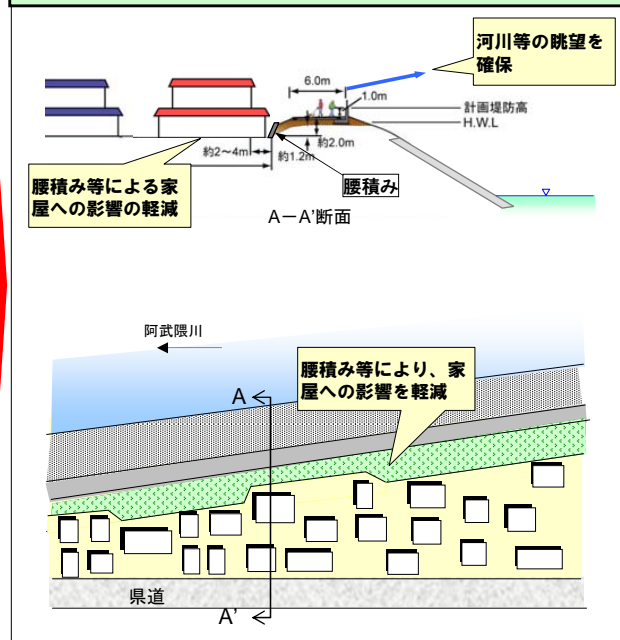 河川等の眺望を
確保
6.0m
1.0m
計画堤防高
H.W.L
約2.0m
約1.2m
約2～4m
腰積み
腰積み等による家
屋への影響の軽減
A－A'断面
阿武隈川
腰積み等により、家
屋への影響を軽減
A
県道
A'